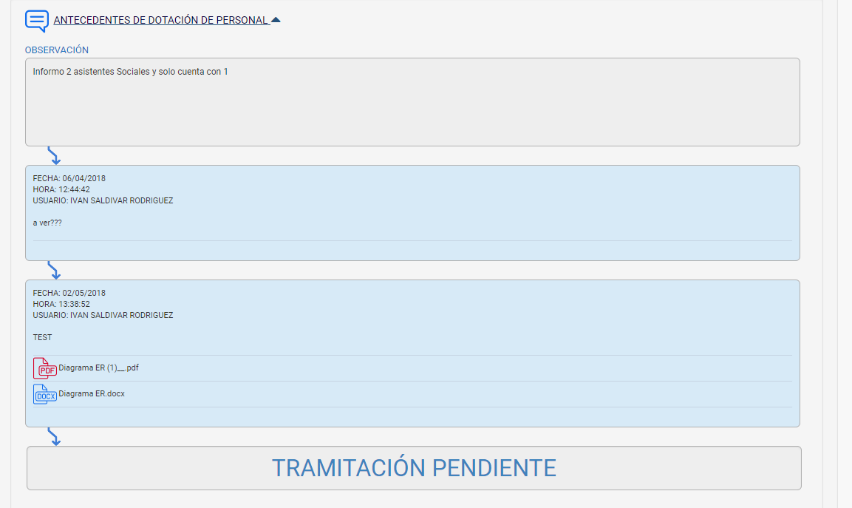 ANTECEDENTES DE DOTACIÓN DE PERSONAL
OBSERVACIÓN
Informo 2 asistentes Sociales y solo cuenta con 1
FECHA: 06/04/2018
HORA: 12:44:42
USUARIO: IVAN SALDIVAR RODRIGUEZ
a ver???
FECHA: 02/05/2018
HORA: 13:38:52
USUARIO: IVAN SALDIVAR RODRIGUEZ
TEST
PDF Diagrama ER (1)__.pdf
DOCX Diagrama ER.docx
TRAMITACIÓN PENDIENTE